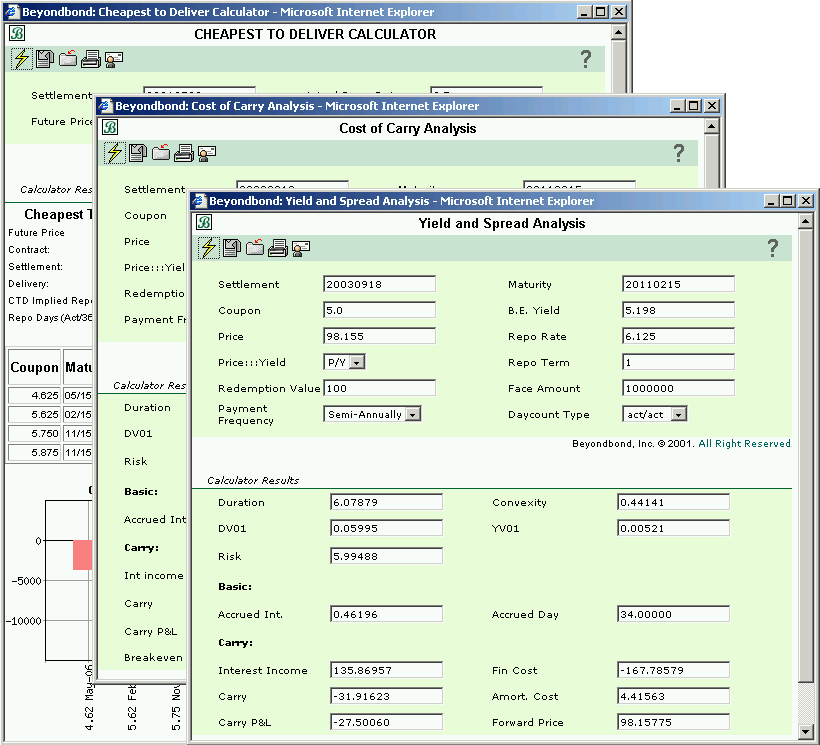 Beyondbond: Cheapest to Deliver Calculator - Microsoft Internet Explorer
B
CHEAPEST TO DELIVER CALCULATOR
?
Settlement
Future Price
Calculator Res
Cheapest T
Future Price
Contract:
Settlement:
Delivery:
CTD Implied Repo
Repo Days (Act/36
Coupon Matu
4.625 05/15
5.625 02/15
5.750 11/15
5.875 11/15
0
-5000
-10000
4.62 May-06
5.62 Feb
5.75 Nov
Beyondbond: Cost of Carry Analysis - Microsoft Internet Explorer
B
Cost of Carry Analysis
?
Settlement
Coupon
Price
Price:::Yiel
Redemptio
Payment Fr
Calculator Res
Duration
DV01
Risk
Basic:
Accrued Int
Carry:
Int income
Carry
Carry P&L
Breakeven
Beyondbond: Yield and Spread Analysis - Microsoft Internet Explorer
B
Yield and Spread Analysis
?
Settlement 20030918 Maturity 20110215
Coupon 5.0 B.E. Yield 5.198
Price 98.155 Repo Rate 6.125
Price:::Yield P/Y Repo Term 1
Redemption Value 100 Face Amount 1000000
Payment Frequency Semi-Annually Daycount Type act/act
Beyondbond, Inc. © 2001. All Right Reserved
Calculator Results
Duration 6.07879 Convexity 0.44141
DV01 0.05995 YV01 0.00521
Risk 5.99488
Basic:
Accrued Int. 0.46196 Accrued Day 34.00000
Carry:
Interest Income 135.86957 Fin Cost -167.78579
Carry -31.91623 Amort. Cost 4.41563
Carry P&L -27.50060 Forward Price 98.15775